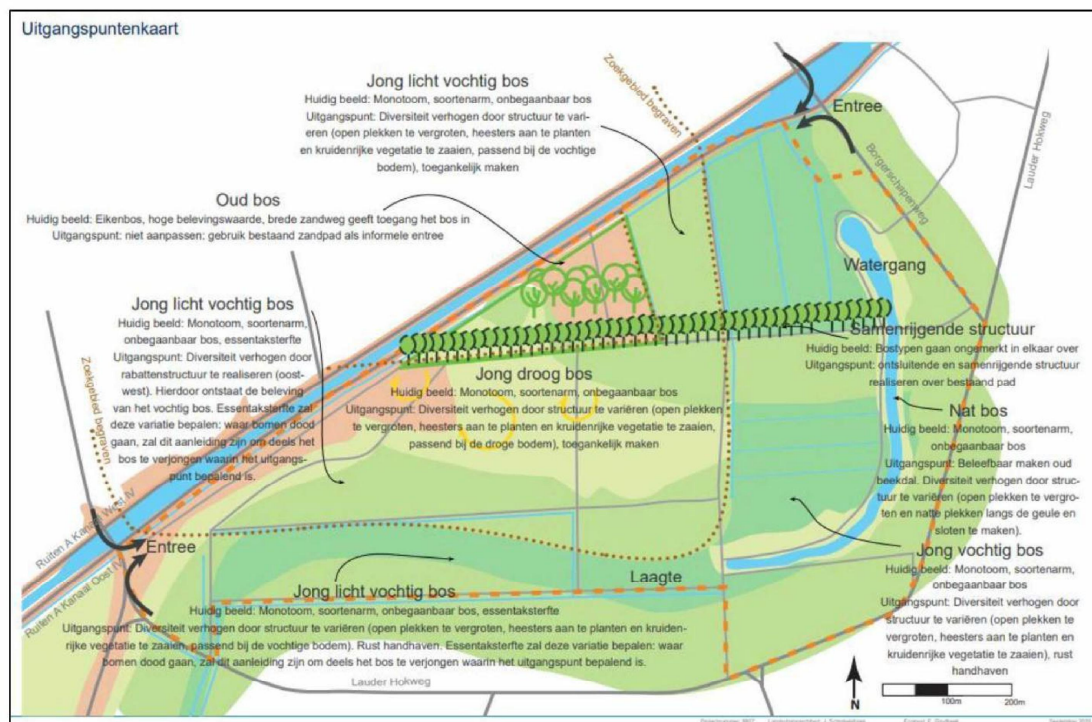 Uitgangspuntenkaart
Jong licht vochtig bos
Huidig beeld: Monotoom, soortenarm, onbegaanbaar bos
Uitgangspunt: Diversiteit verhogen door structuur te vari-
eren (open plekken te vergroten, heesters aan te planten
en kruidenrijke vegetatie te zaaien, passend bij de vochtige
bodem), toegankelijk maken
Zoekgebied begraven
Entree
Borgerschapenweg
Lauder Hokweg
Oud bos
Huidig beeld: Eikenbos, hoge belevingswaarde, brede zandweg geeft toegang het bos in
Uitgangspunt: niet aanpassen; gebruik bestaand zandpad als informele entree
Watergang
Jong licht vochtig bos
Huidig beeld: Monotoom, soortenarm,
onbegaanbaar bos, essentaksterfte
Uitgangspunt: Diversiteit verhogen door
rabattenstructuur te realiseren (oost-
west). Hierdoor ontstaat de beleving
van het vochtig bos. Essentaksterfte zal
deze variatie bepalen: waar bomen dood
gaan, zal dit aanleiding zijn om deels het
bos te verjongen waarin het uitgangs-
punt bepalend is.
Zoekgebied begraven
Samenrijgende structuur
Huidig beeld: Bostypen gaan ongemerkt in elkaar over
Uitgangspunt: ontsluitende en samenrijgende structuur
realiseren over bestaand pad
Jong droog bos
Huidig beeld: Monotoom, soortenarm, onbegaanbaar bos
Uitgangspunt: Diversiteit verhogen door structuur te variëren (open plekken
te vergroten, heesters aan te planten en kruidenrijke vegetatie te zaaien,
passend bij de droge bodem), toegankelijk maken
Nat bos
Huidig beeld: Monotoom, soortenarm,
onbegaanbaar bos
Uitgangspunt: Beleefbaar maken oud
beekdal. Diversiteit verhogen door struc-
tuur te variëren (open plekken te vergro-
ten en natte plekken langs de geule en
sloten te maken).
Ruiten A Kanaal West IV
Ruiten A Kanaal Oost IV
Entree
Jong vochtig bos
Huidig beeld: Monotoom, soortenarm,
onbegaanbaar bos
Uitgangspunt: Diversiteit verhogen door
structuur te variëren (open plekken te
vergroten, heesters aan te planten en
kruidenrijke vegetatie te zaaien), rust
handhaven
Laagte
Jong licht vochtig bos
Huidig beeld: Monotoom, soortenarm, onbegaanbaar bos, essentaksterfte
Uitgangspunt: Diversiteit verhogen door structuur te variëren (open plekken te vergroten, heesters aan te planten en kruiden-
rijke vegetatie te zaaien, passend bij de vochtige bodem). Rust handhaven. Essentaksterfte zal deze variatie bepalen: waar
bomen dood gaan, zal dit aanleiding zijn om deels het bos te verjongen waarin het uitgangspunt bepalend is.
Lauder Hokweg
N
100m
200m